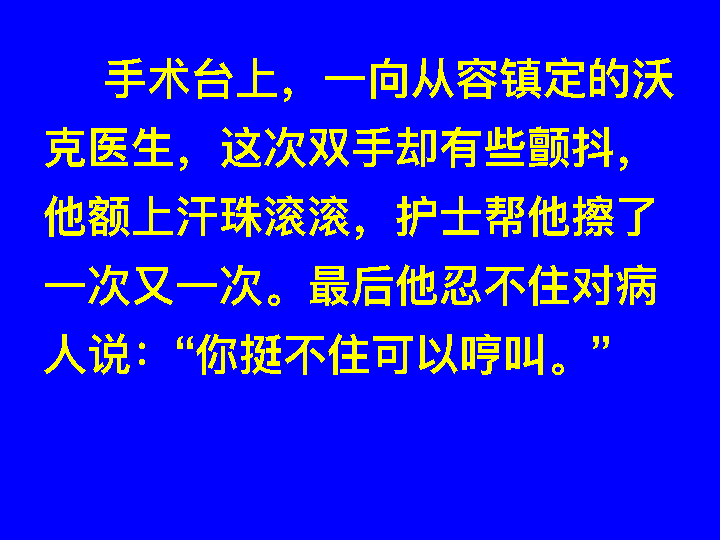 手术台上，一向从容镇定的沃
克医生，这次双手却有些颤抖，
他额上汗珠滚滚，护士帮他擦了
一次又一次。最后他忍不住对病
人说：“你挺不住可以哼叫。”